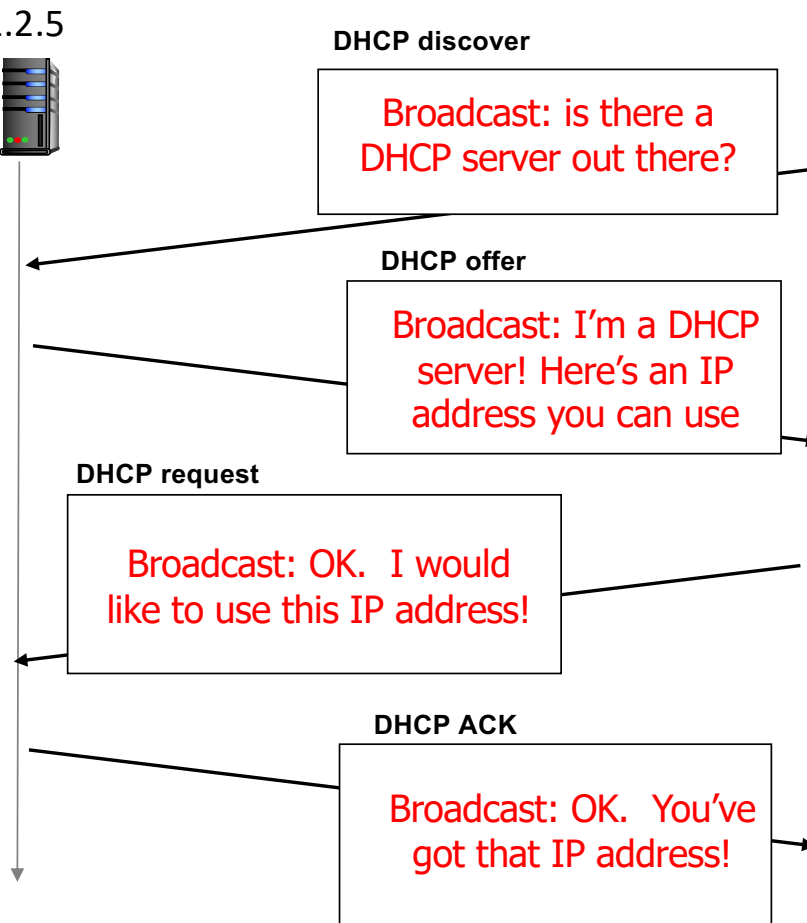 .2.5
DHCP discover
Broadcast: is there a
DHCP server out there?
DHCP offer
Broadcast: I’m a DHCP
server! Here’s an IP
address you can use
DHCP request
Broadcast: OK.  I would
like to use this IP address!
DHCP ACK
Broadcast: OK.  You’ve
got that IP address!